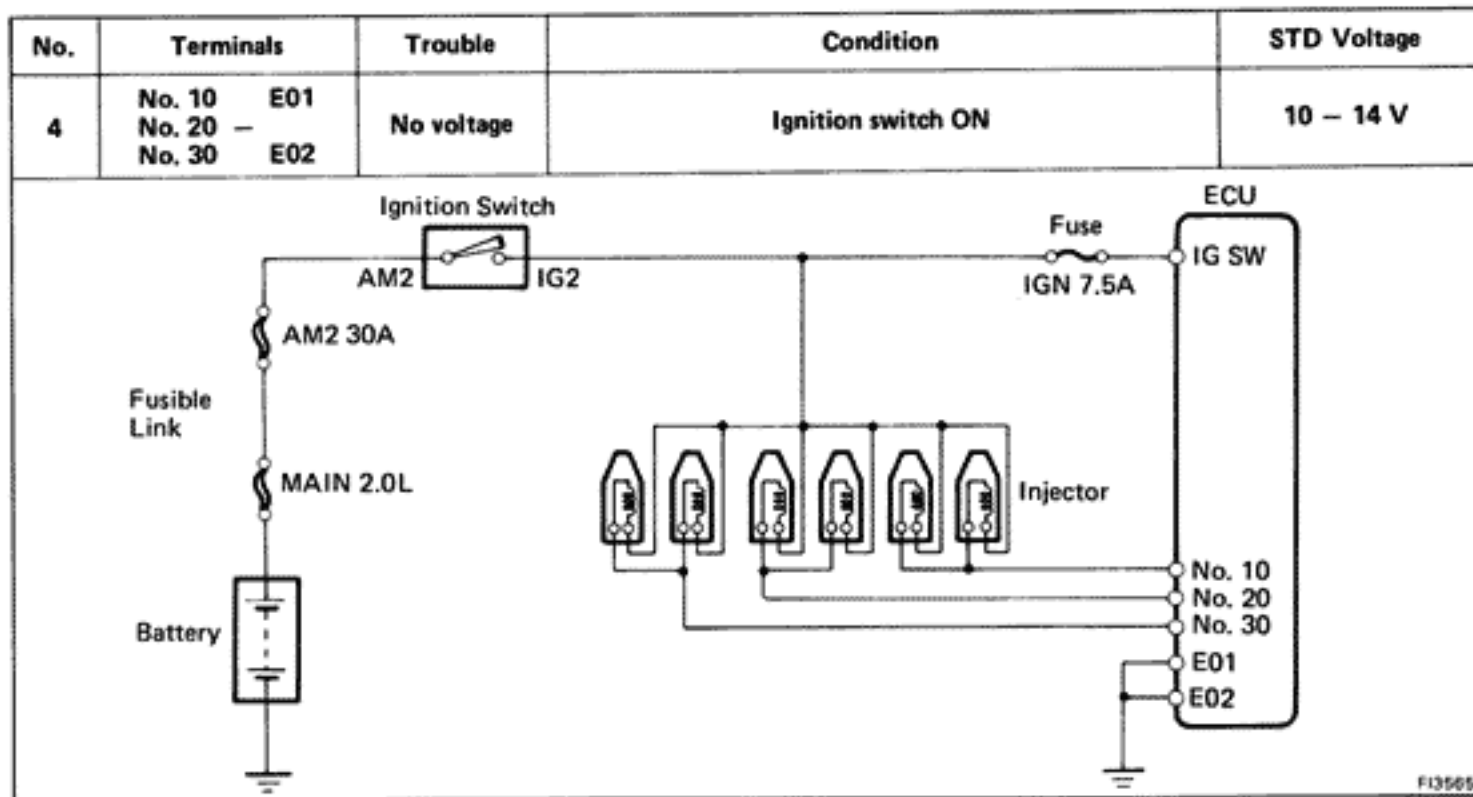 No. Terminals Trouble Condition STD Voltage
4 No. 10 E01 No voltage Ignition switch ON 10 – 14 V
No. 20 –
No. 30 E02
Ignition Switch
AM2 IG2
Fuse
IGN 7.5A
ECU
IG SW
AM2 30A
Fusible
Link
MAIN 2.0L
Injector
Battery
No. 10
No. 20
No. 30
E01
E02
FI3565